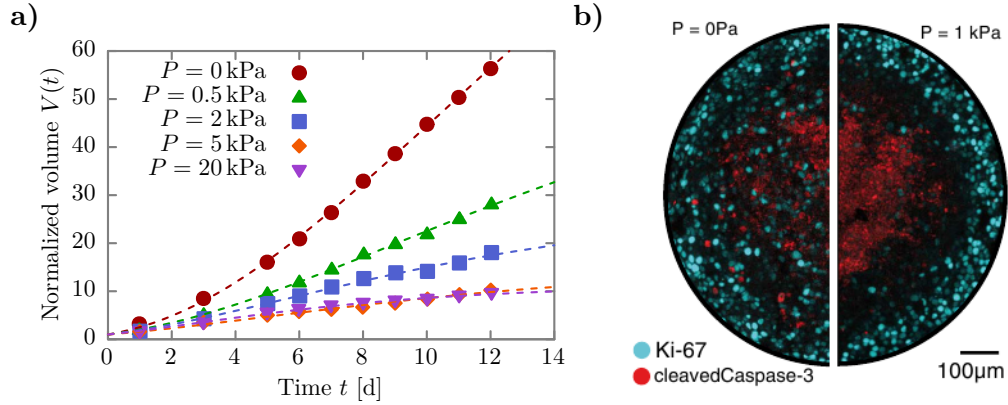 a)
Normalized volume V(t)
60
50
40
30
20
10
0
P = 0 kPa
P = 0.5 kPa
P = 2 kPa
P = 5 kPa
P = 20 kPa
0 2 4 6 8 10 12 14
Time t [d]
b)
P = 0Pa
P = 1 kPa
Ki-67
cleavedCaspase-3
100µm